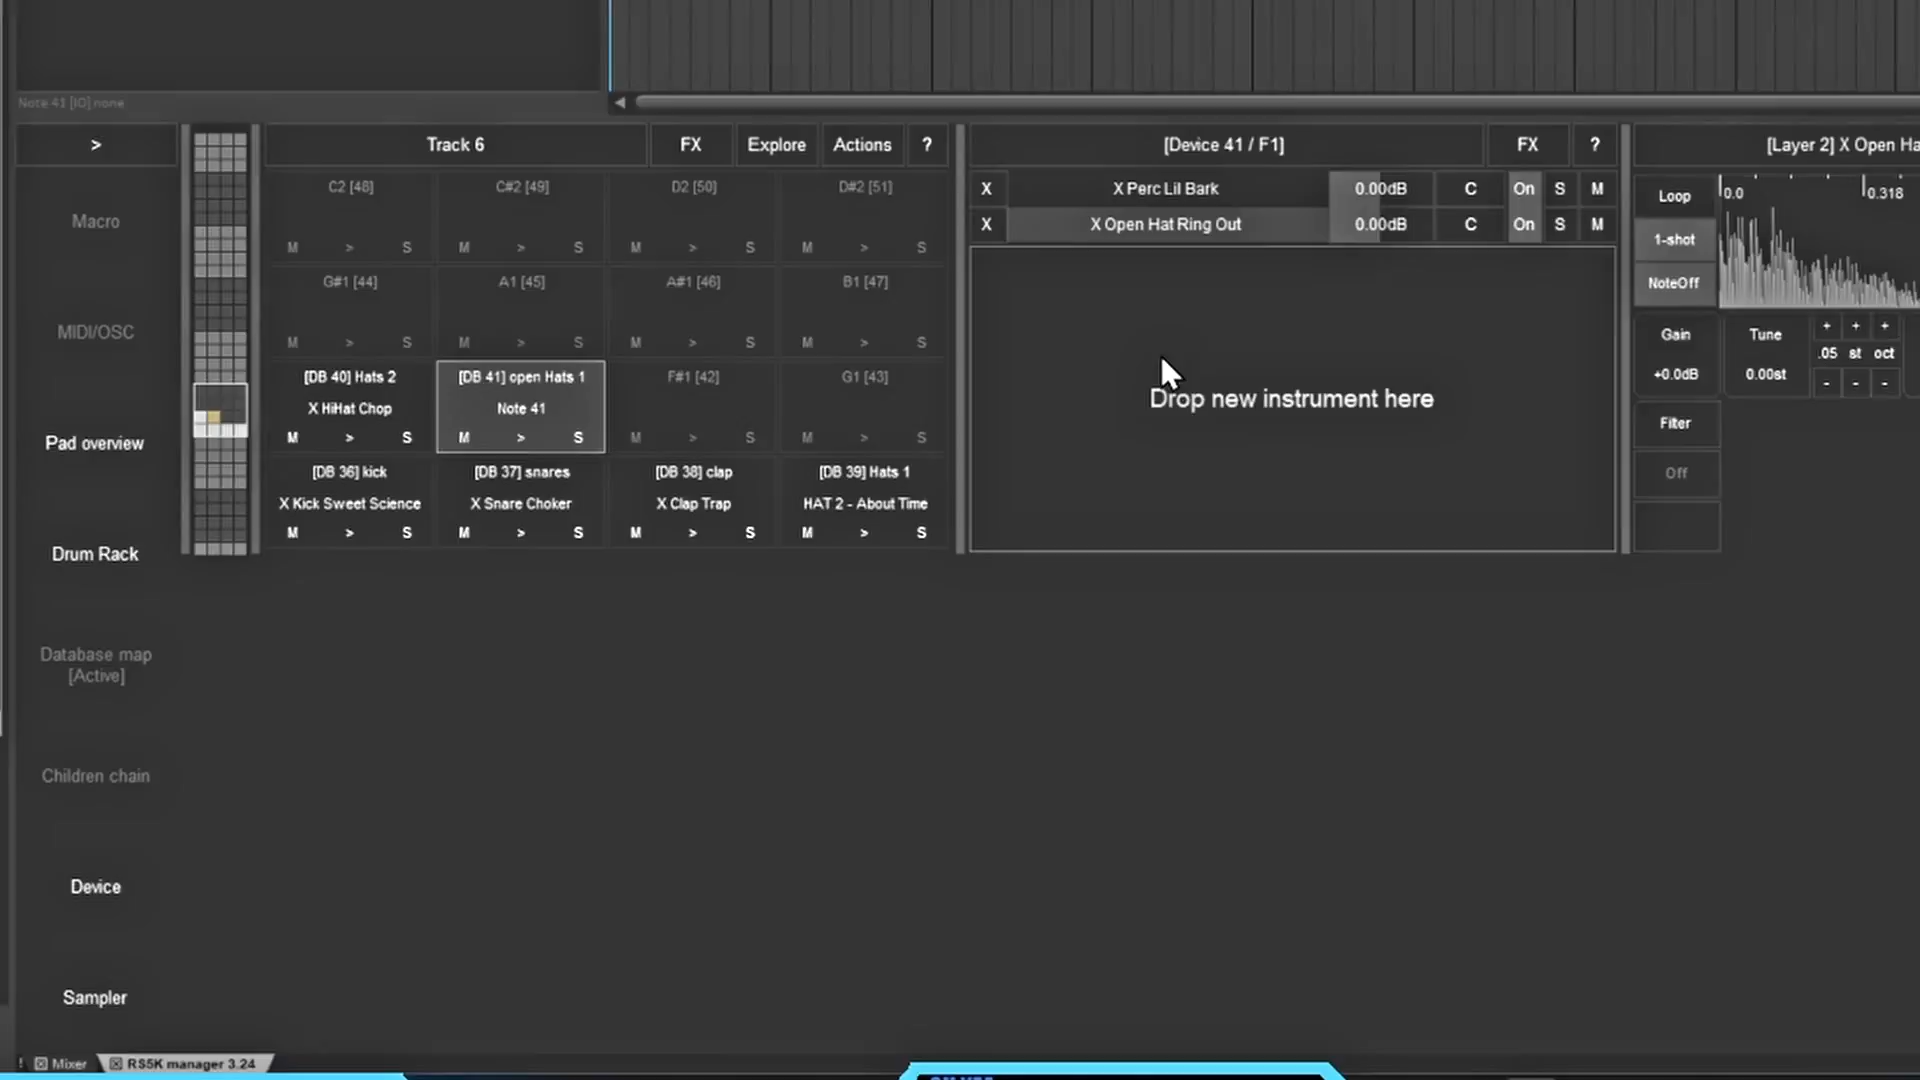 Note 41 [IO] none
>
Track 6
FX
Explore
Actions
?
[Device 41 / F1]
FX
?
[Layer 2] X Open Ha
Macro
MIDI/OSC
Pad overview
Drum Rack
Database map
[Active]
Children chain
Device
Sampler
C2 [48]
C#2 [49]
D2 [50]
D#2 [51]
M > S
M > S
M > S
M > S
G#1 [44]
A1 [45]
A#1 [46]
B1 [47]
M > S
M > S
M > S
M > S
[DB 40] Hats 2
X HiHat Chop
M > S
[DB 41] open Hats 1
Note 41
M > S
F#1 [42]
M > S
G1 [43]
M > S
[DB 36] kick
X Kick Sweet Science
M > S
[DB 37] snares
X Snare Choker
M > S
[DB 38] clap
X Clap Trap
M > S
[DB 39] Hats 1
HAT 2 - About Time
M > S
X X Perc Lil Bark 0.00dB C On S M
X X Open Hat Ring Out 0.00dB C On S M
Drop new instrument here
Loop
1-shot
NoteOff
0.0
0.318
Gain
+0.0dB
Tune
0.00st
+ + +
.05 st oct
- - -
Filter
Off
! Mixer
RS5K manager 3.24